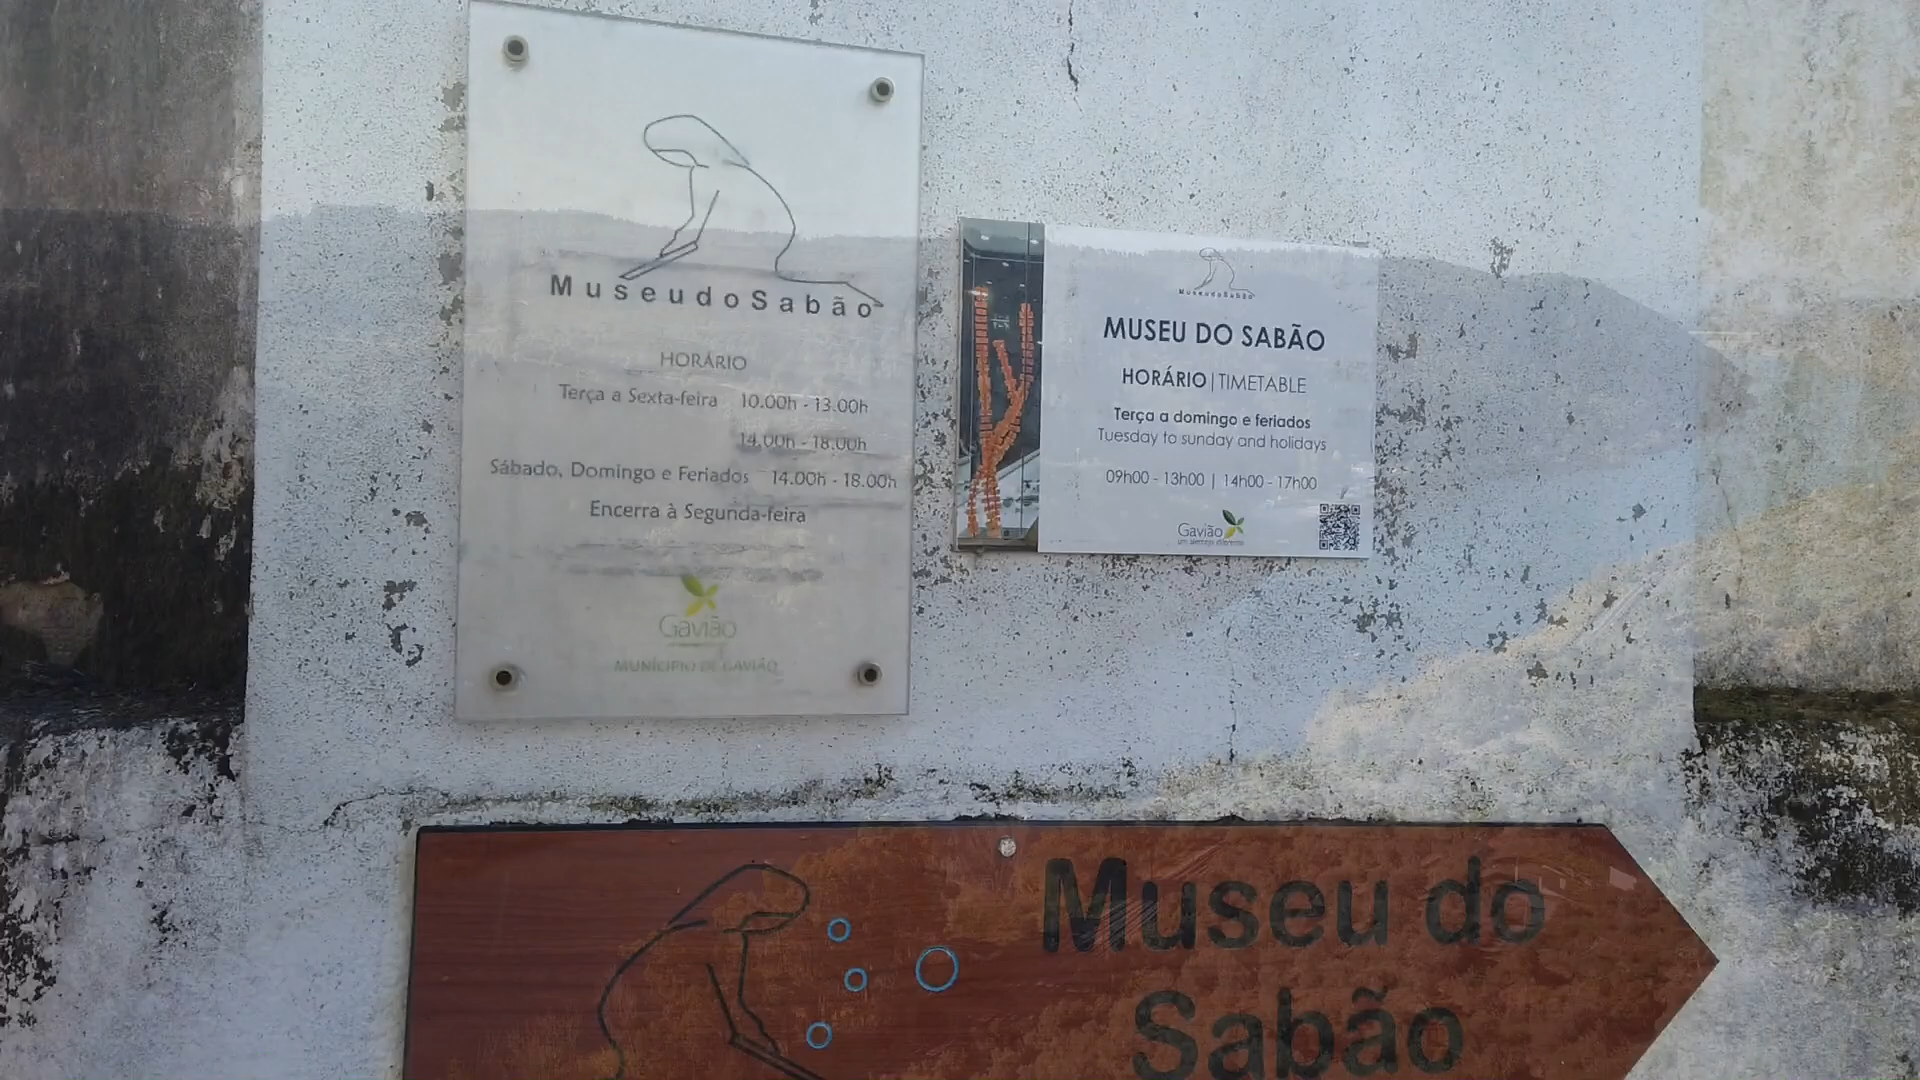 MuseudoSabão
HORÁRIO
Terça a Sexta-feira 10.00h - 13.00h
14.00h - 18.00h
Sábado, Domingo e Feriados 14.00h - 18.00h
Encerra à Segunda-feira
Gavião
MUNICÍPIO DE GAVIÃO
MuseudoSabão
MUSEU DO SABÃO
HORÁRIO|TIMETABLE
Terça a domingo e feriados
Tuesday to sunday and holidays
09h00 - 13h00 | 14h00 - 17h00
Gavião
Museu do
Sabão